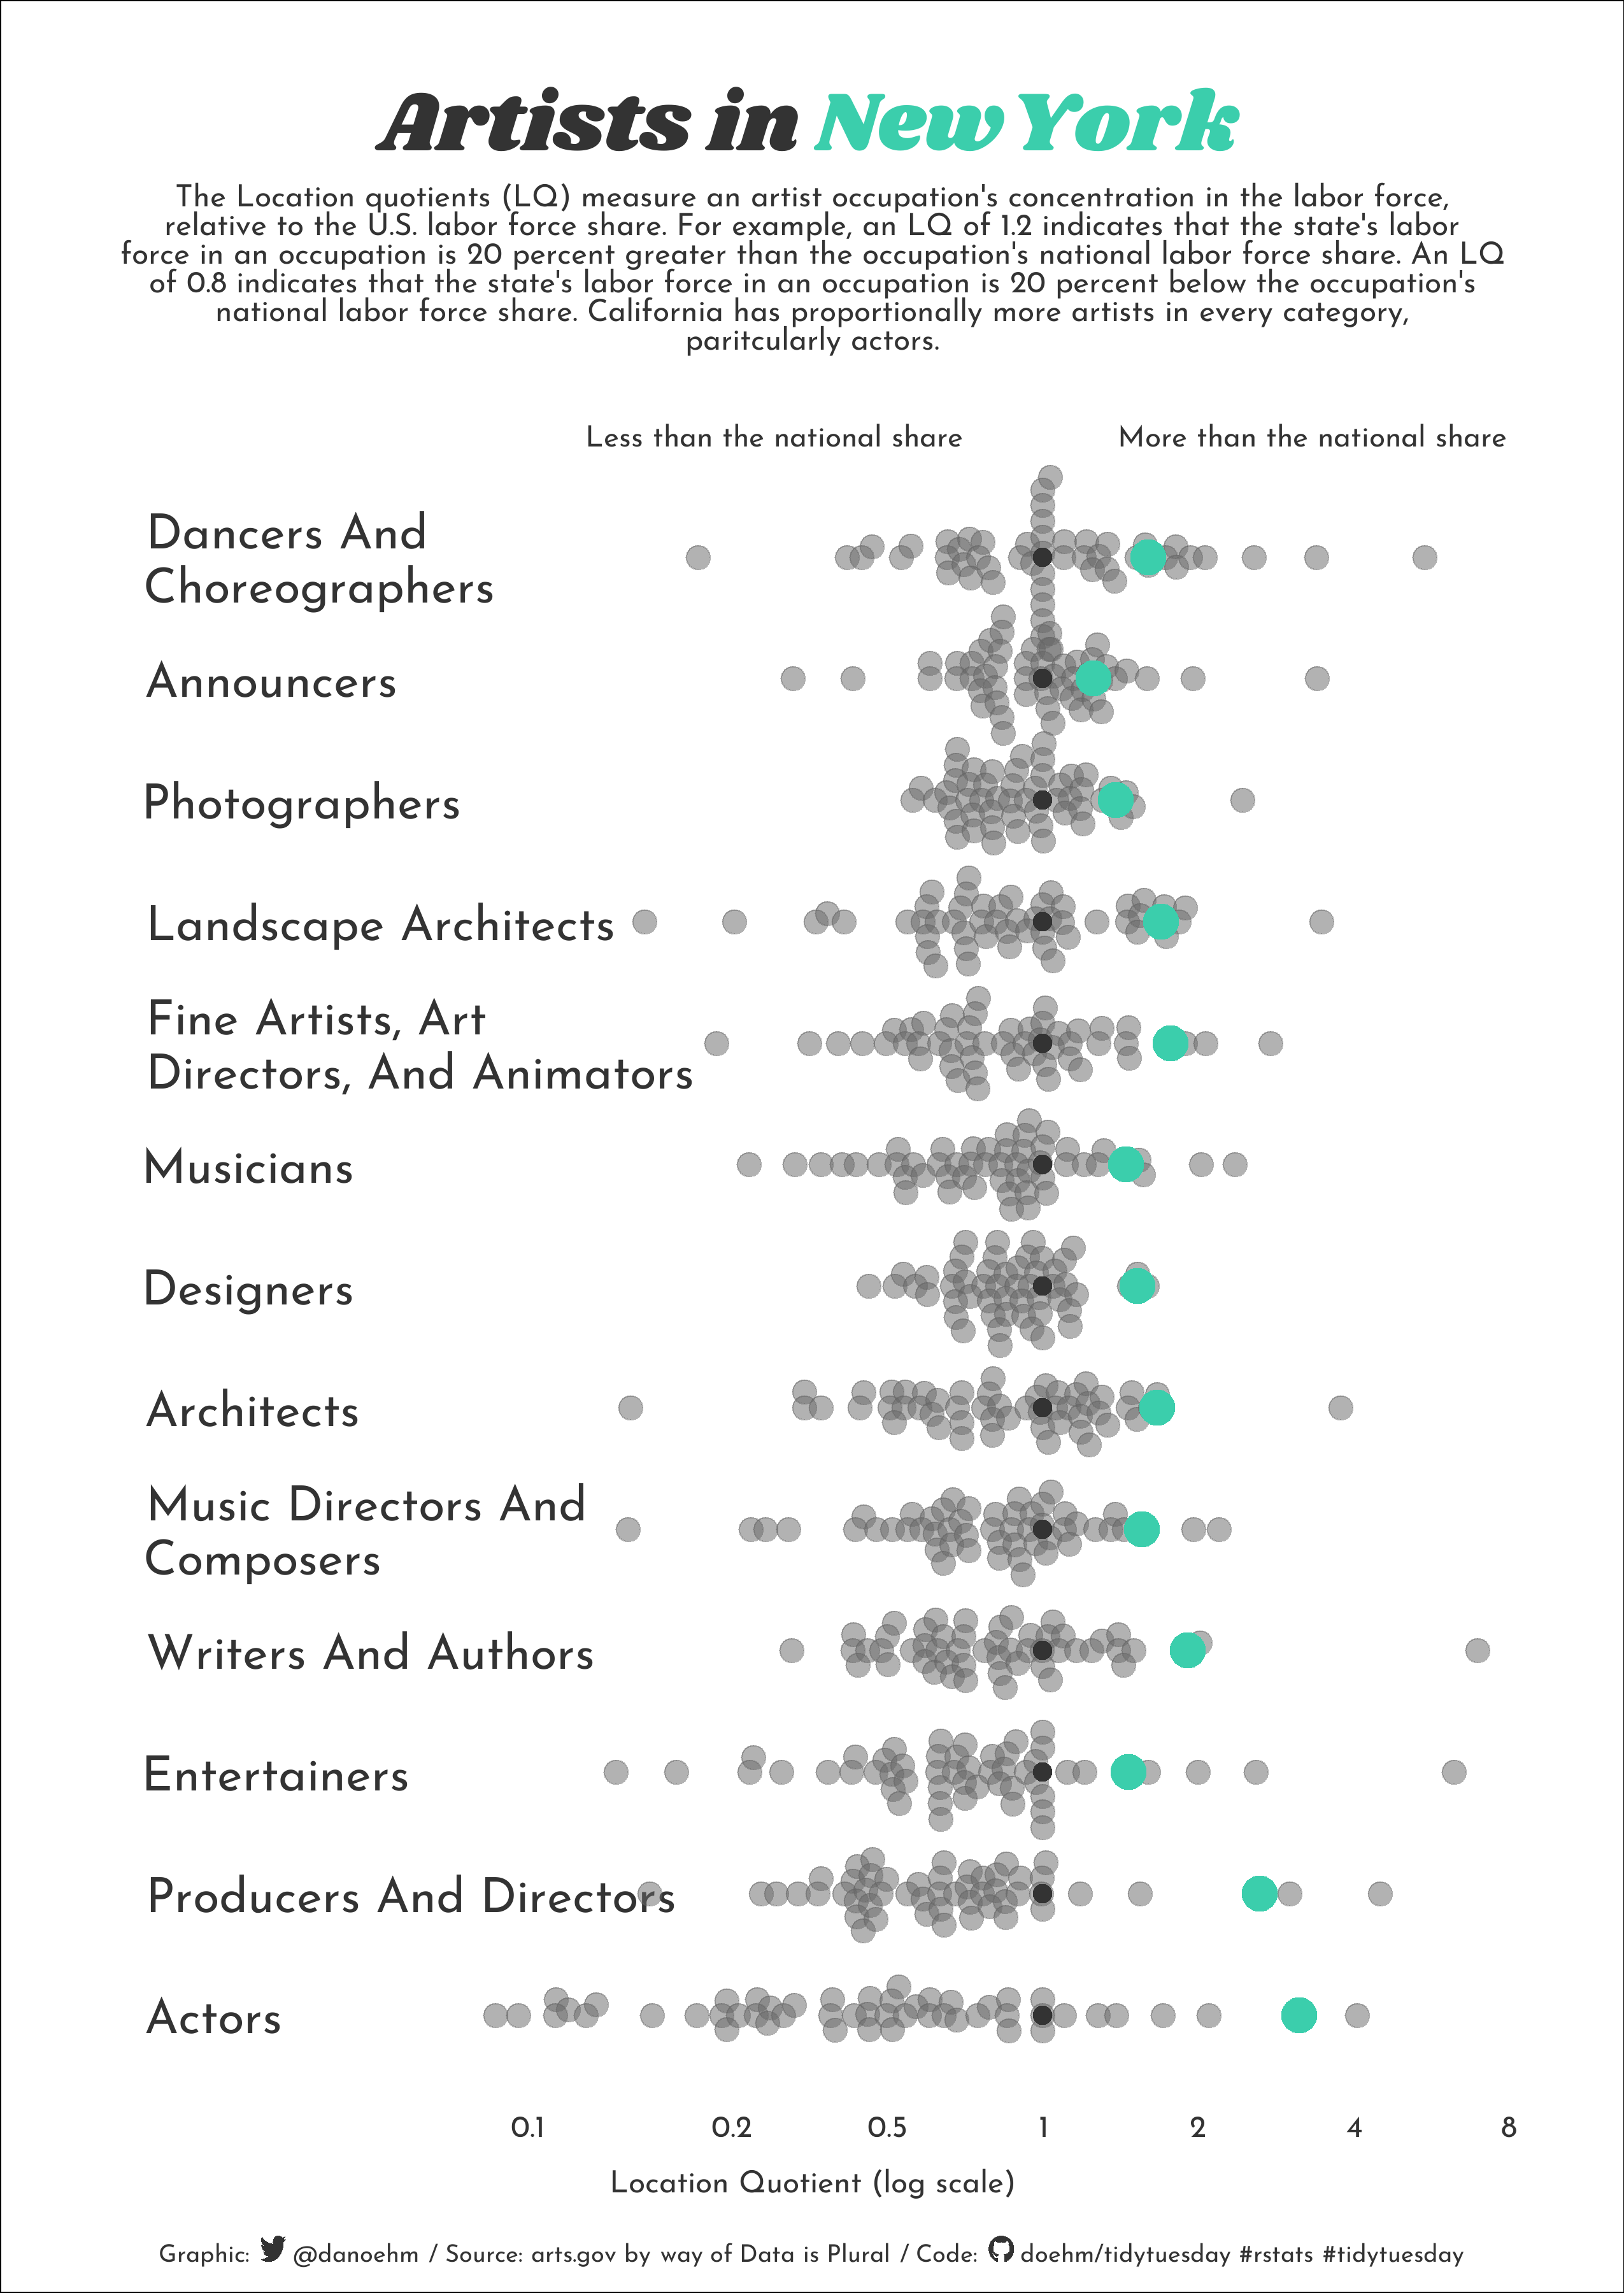 Artists in New York
The Location quotients (LQ) measure an artist occupation's concentration in the labor force,
relative to the U.S. labor force share. For example, an LQ of 1.2 indicates that the state's labor
force in an occupation is 20 percent greater than the occupation's national labor force share. An LQ
of 0.8 indicates that the state's labor force in an occupation is 20 percent below the occupation's
national labor force share. California has proportionally more artists in every category,
paritcularly actors.
Less than the national share More than the national share
Dancers And
Choreographers
Announcers
Photographers
Landscape Architects
Fine Artists, Art
Directors, And Animators
Musicians
Designers
Architects
Music Directors And
Composers
Writers And Authors
Entertainers
Producers And Directors
Actors
0.1 0.2 0.5 1 2 4 8
Location Quotient (log scale)
Graphic: @danoehm / Source: arts.gov by way of Data is Plural / Code: doehm/tidytuesday #rstats #tidytuesday